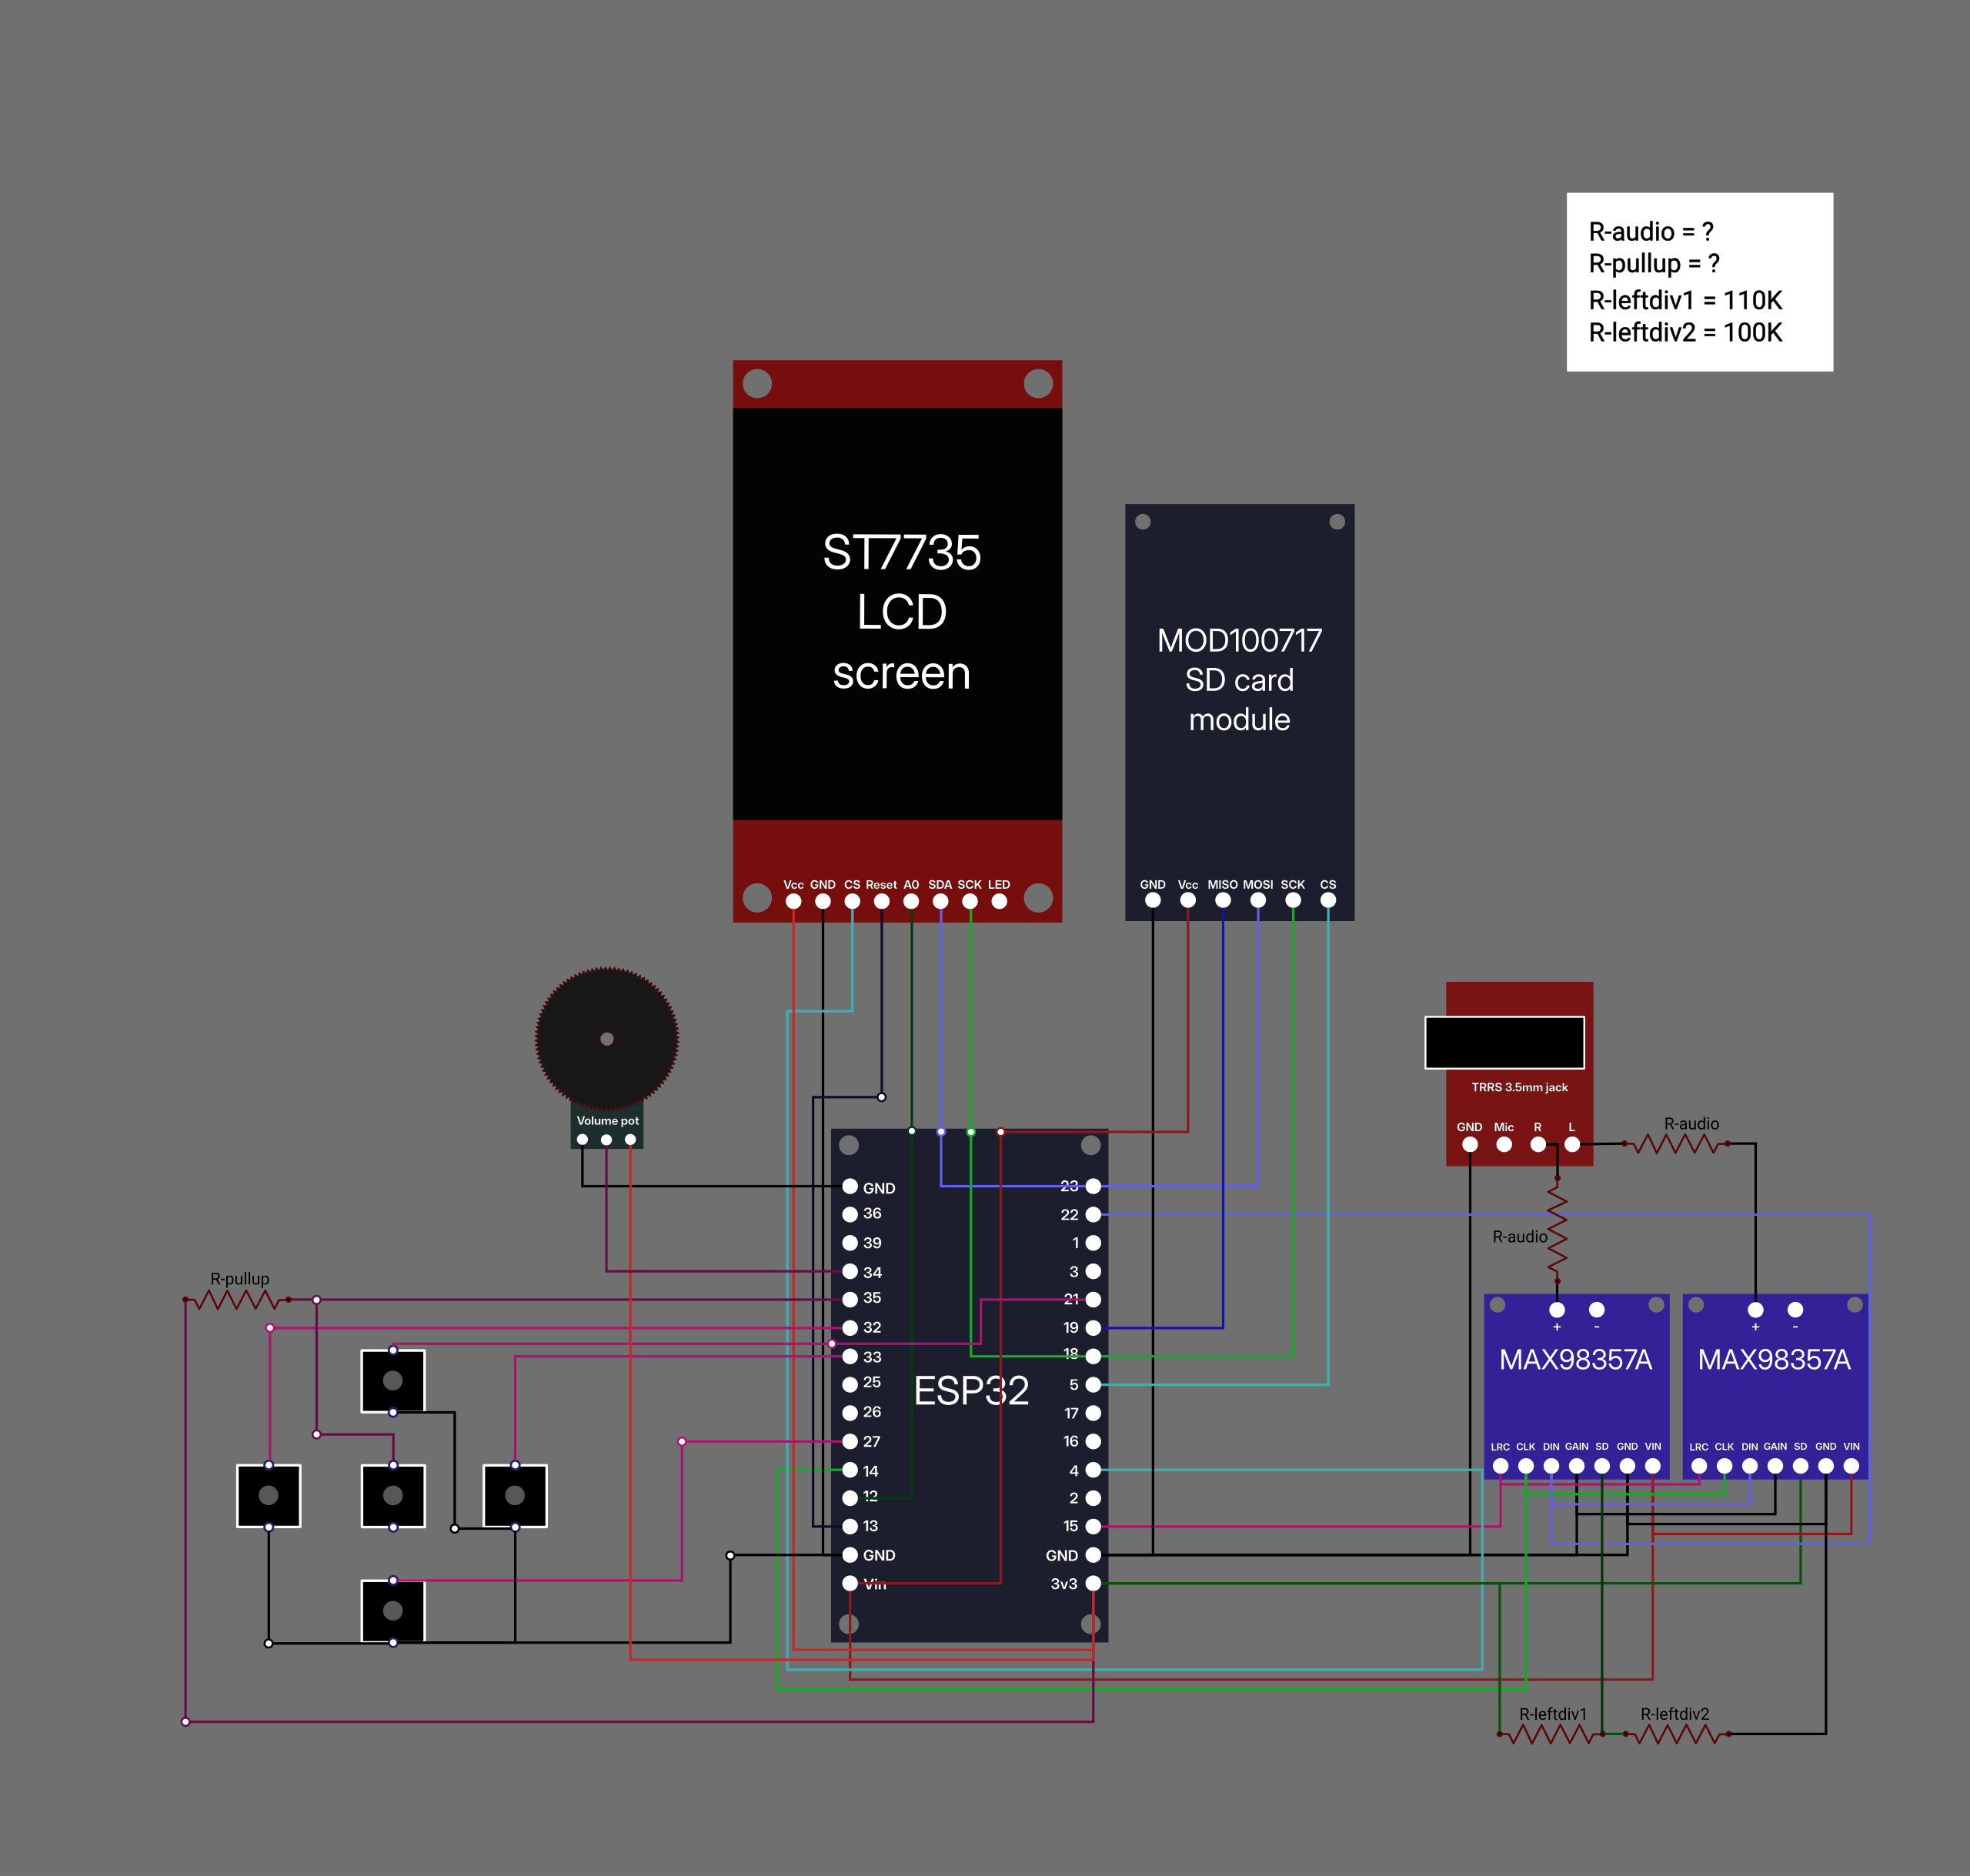 R-audio = ?
R-pullup = ?
R-leftdiv1 = 110K
R-leftdiv2 = 100K
ST7735
LCD
screen
Vcc GND CS Reset A0 SDA SCK LED
MOD100717
SD card
module
GND Vcc MISO MOSI SCK CS
TRRS 3.5mm jack
GND Mic R L
R-audio
R-audio
Volume pot
R-pullup
ESP32
GND
36
39
34
35
32
33
25
26
27
14
12
13
GND
Vin
23
22
1
3
21
19
18
5
17
16
4
2
15
GND
3v3
+ -
MAX98357A
LRC CLK DIN GAIN SD GND VIN
+ -
MAX98357A
LRC CLK DIN GAIN SD GND VIN
R-leftdiv1
R-leftdiv2